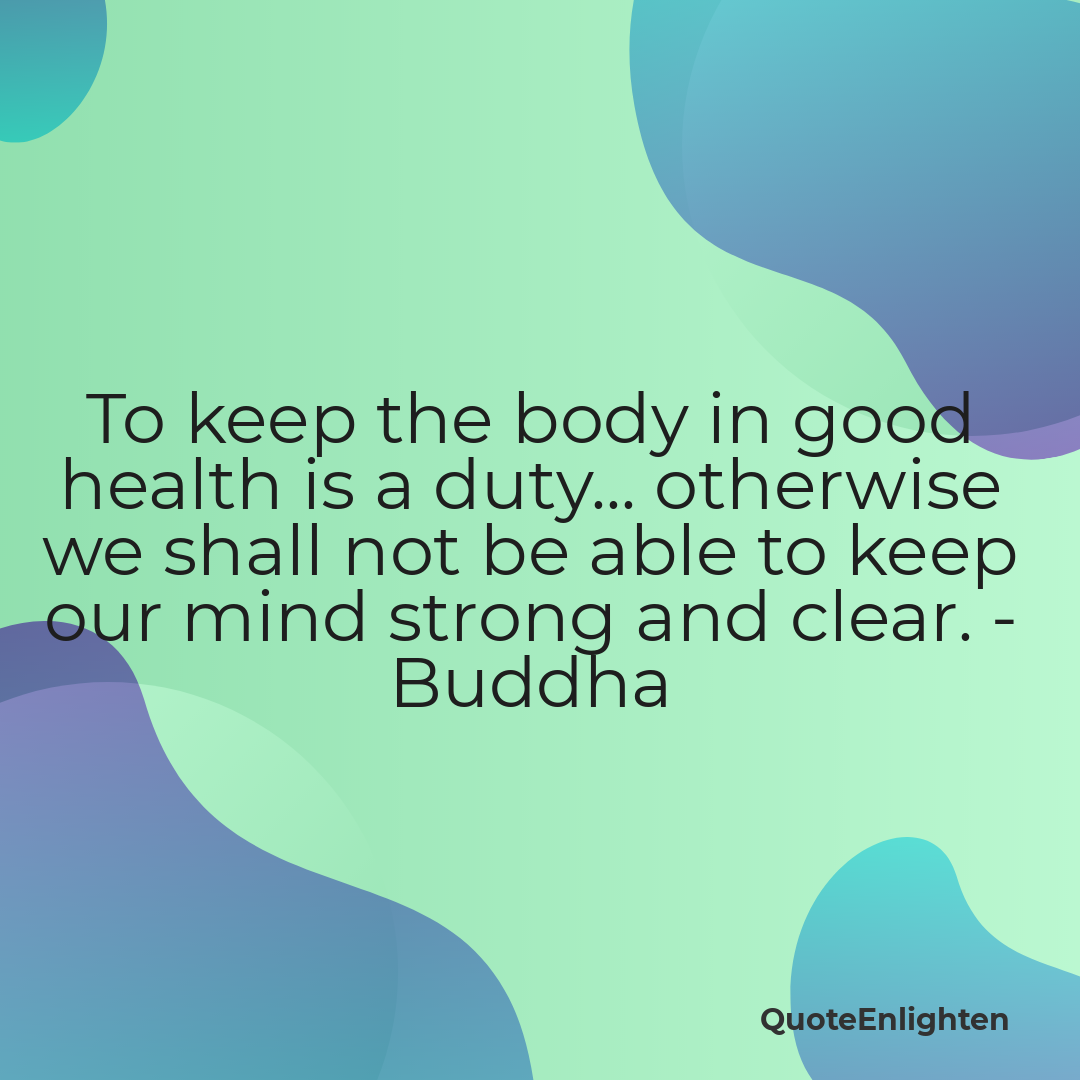 To keep the body in good
health is a duty... otherwise
we shall not be able to keep
our mind strong and clear. -
Buddha
QuoteEnlighten